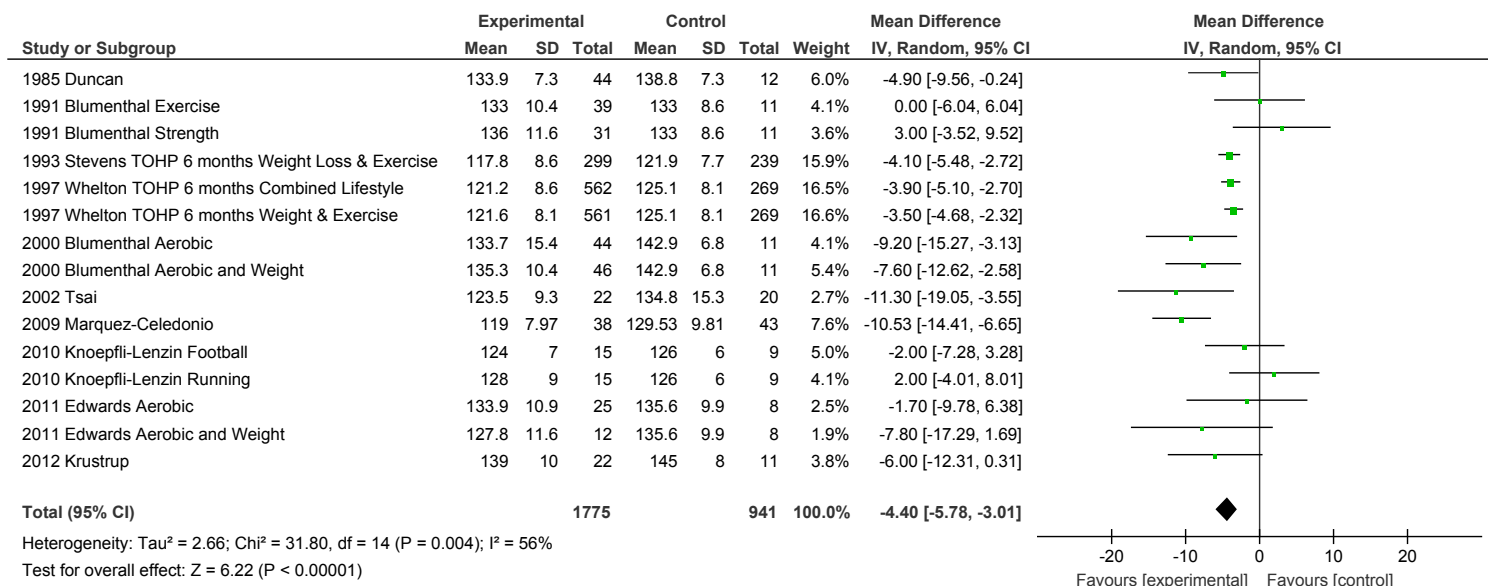 Experimental Control Mean Difference Mean Difference
Study or Subgroup Mean SD Total Mean SD Total Weight IV, Random, 95% CI IV, Random, 95% CI
1985 Duncan 133.9 7.3 44 138.8 7.3 12 6.0% -4.90 [-9.56, -0.24]
1991 Blumenthal Exercise 133 10.4 39 133 8.6 11 4.1% 0.00 [-6.04, 6.04]
1991 Blumenthal Strength 136 11.6 31 133 8.6 11 3.6% 3.00 [-3.52, 9.52]
1993 Stevens TOHP 6 months Weight Loss & Exercise 117.8 8.6 299 121.9 7.7 239 15.9% -4.10 [-5.48, -2.72]
1997 Whelton TOHP 6 months Combined Lifestyle 121.2 8.6 562 125.1 8.1 269 16.5% -3.90 [-5.10, -2.70]
1997 Whelton TOHP 6 months Weight & Exercise 121.6 8.1 561 125.1 8.1 269 16.6% -3.50 [-4.68, -2.32]
2000 Blumenthal Aerobic 133.7 15.4 44 142.9 6.8 11 4.1% -9.20 [-15.27, -3.13]
2000 Blumenthal Aerobic and Weight 135.3 10.4 46 142.9 6.8 11 5.4% -7.60 [-12.62, -2.58]
2002 Tsai 123.5 9.3 22 134.8 15.3 20 2.7% -11.30 [-19.05, -3.55]
2009 Marquez-Celedonio 119 7.97 38 129.53 9.81 43 7.6% -10.53 [-14.41, -6.65]
2010 Knoepfli-Lenzin Football 124 7 15 126 6 9 5.0% -2.00 [-7.28, 3.28]
2010 Knoepfli-Lenzin Running 128 9 15 126 6 9 4.1% 2.00 [-4.01, 8.01]
2011 Edwards Aerobic 133.9 10.9 25 135.6 9.9 8 2.5% -1.70 [-9.78, 6.38]
2011 Edwards Aerobic and Weight 127.8 11.6 12 135.6 9.9 8 1.9% -7.80 [-17.29, 1.69]
2012 Krustrup 139 10 22 145 8 11 3.8% -6.00 [-12.31, 0.31]
Total (95% CI) 1775 941 100.0% -4.40 [-5.78, -3.01]
Heterogeneity: Tau² = 2.66; Chi² = 31.80, df = 14 (P = 0.004); I² = 56%
Test for overall effect: Z = 6.22 (P < 0.00001)
-20 -10 0 10 20
Favours [experimental] Favours [control]